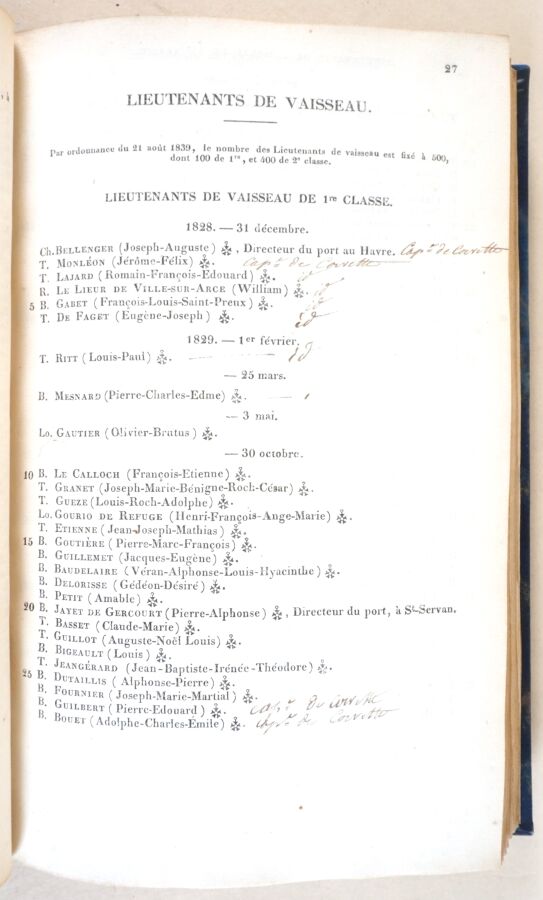 27
LIEUTENANTS DE VAISSEAU.
Par ordonnance du 21 août 1839, le nombre des Lieutenants de vaisseau est fixé à 500,
dont 100 de 1re, et 400 de 2e classe.
LIEUTENANTS DE VAISSEAU DE 1re CLASSE.
1828. — 31 décembre.
Ch. BELLENGER (Joseph-Auguste) , Directeur du port au Havre. Capne de Corvette
T. MONLÉON (Jérôme-Félix) . Capne de Corvette
T. LAJARD (Romain-François-Edouard) . id
R. LE LIEUR DE VILLE-SUR-ARCE (William) . id
5 B. GABET (François-Louis-Saint-Preux) . id
T. DE FAGET (Eugène-Joseph) . id
1829. — 1er février.
T. RITT (Louis-Paul) . id
— 25 mars.
B. MESNARD (Pierre-Charles-Edme) .
— 3 mai.
Lo. GAUTIER (Olivier-Brutus) .
— 30 octobre.
10 B. LE CALLOCH (François-Etienne) .
T. GRANET (Joseph-Marie-Bénigne-Roch-César) .
T. GUEZE (Louis-Roch-Adolphe) .
Lo. GOURIO DE REFUGE (Henri-François-Ange-Marie) .
T. ETIENNE (Jean-Joseph-Mathias) .
15 B. GOUTIÈRE (Pierre-Marc-François) .
B. GUILLEMET (Jacques-Eugène) .
B. BAUDELAIRE (Véran-Alphonse-Louis-Hyacinthe) .
B. DELORISSE (Gédéon-Désiré) .
B. PETIT (Amable) .
20 B. JAYET DE GERCOURT (Pierre-Alphonse) , Directeur du port, à St-Servan.
T. BASSET (Claude-Marie) .
T. GUILLOT (Auguste-Noël Louis) .
B. BIGEAULT (Louis) .
T. JEANGÉRARD (Jean-Baptiste-Irénée-Théodore) .
25 B. DUTAILLIS (Alphonse-Pierre) .
B. FOURNIER (Joseph-Marie-Martial) .
B. GUILBERT (Pierre-Edouard) . capne de corvette
B. BOUET (Adolphe-Charles-Emile) . Capne de Corvette